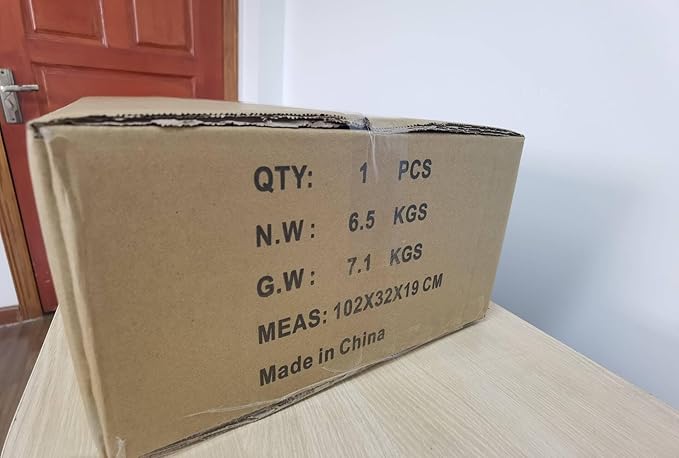 QTY: 1 PCS
N.W: 6.5 KGS
G.W: 7.1 KGS
MEAS: 102X32X19 CM
Made in China